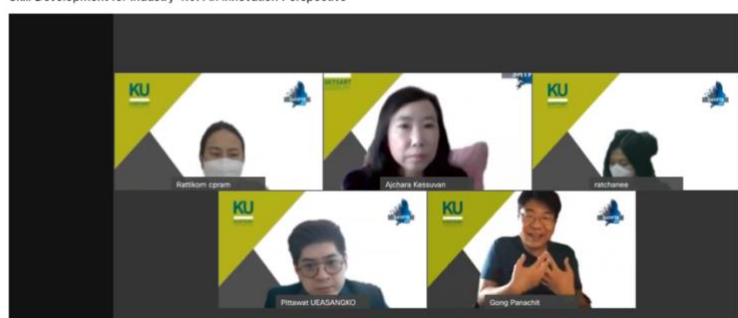 Skill Development for Industry 4.0: An Innovation Perspective
KU
KU
Rattikorn cpram
Ajchara Kessuvan
ratchanee
KU
KU
Pittawat UEASANGKO
Gong Panachit